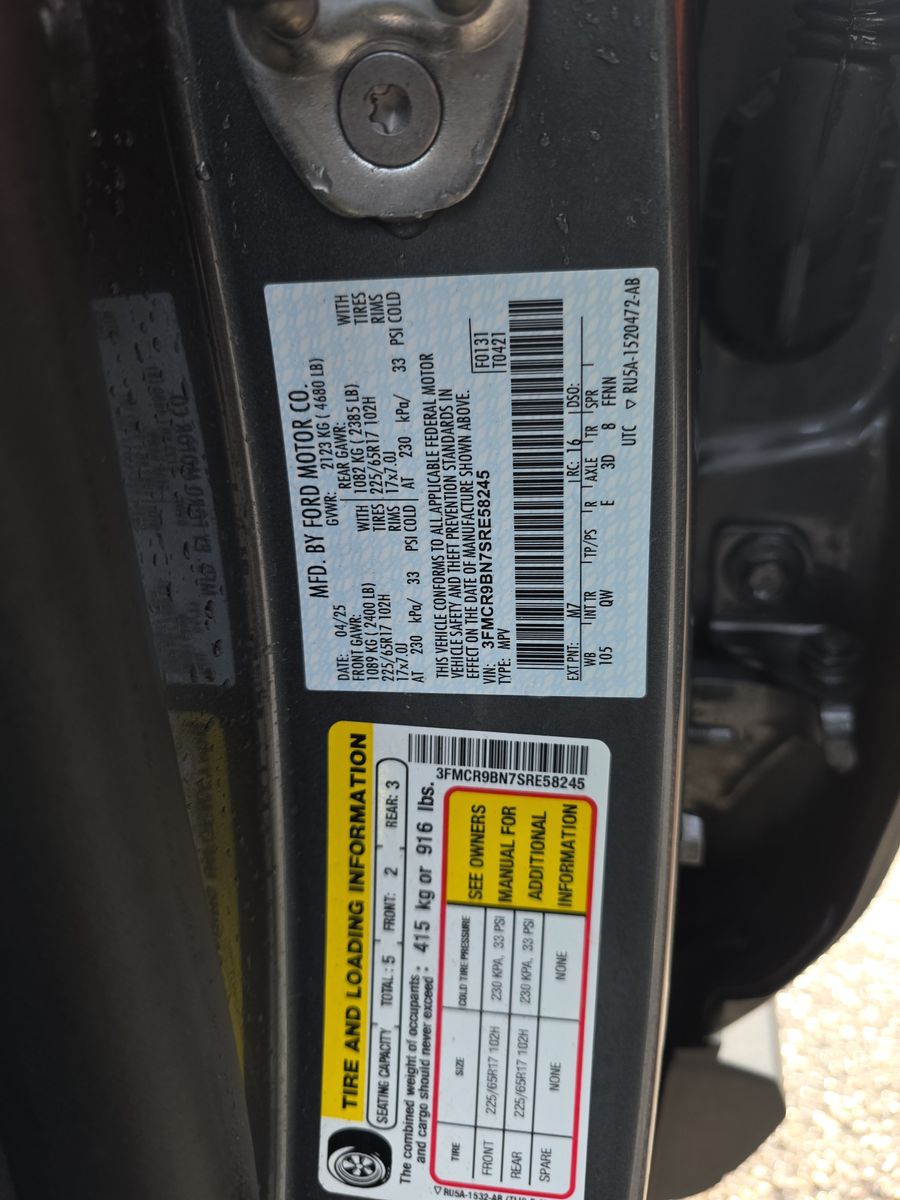 MFD. BY FORD MOTOR CO.
DATE: 04/25 GVWR: 2123 KG ( 4680 LB)
FRONT GAWR: REAR GAWR:
1089 KG ( 2400 LB) WITH 1082 KG ( 2385 LB) WITH
225/65R17 102H TIRES 225/65R17 102H TIRES
17x7.0J RIMS 17x7.0J RIMS
AT 230 kPa/ 33 PSI COLD AT 230 kPa/ 33 PSI COLD
THIS VEHICLE CONFORMS TO ALL APPLICABLE FEDERAL MOTOR
VEHICLE SAFETY AND THEFT PREVENTION STANDARDS IN
EFFECT ON THE DATE OF MANUFACTURE SHOWN ABOVE.
VIN: 3FMCR9BN7SRE58245 F0131
TYPE: MPV T0421
EXT PNT: M7 RC: 16 DSO:
WB INT TR TP/PS R AXLE TR SPR
105 QW E 3D 8 FFNN
UTC ▽ RU5A-1520472-AB
TIRE AND LOADING INFORMATION
SEATING CAPACITY TOTAL: 5 FRONT: 2 REAR: 3
The combined weight of occupants
and cargo should never exceed: 415 kg or 916 lbs.
3FMCR9BN7SRE58245
TIRE SIZE COLD TIRE PRESSURE
FRONT 225/65R17 102H 230 KPA, 33 PSI
REAR 225/65R17 102H 230 KPA, 33 PSI
SPARE NONE NONE
SEE OWNERS
MANUAL FOR
ADDITIONAL
INFORMATION
▽ RU5A-1532-AB